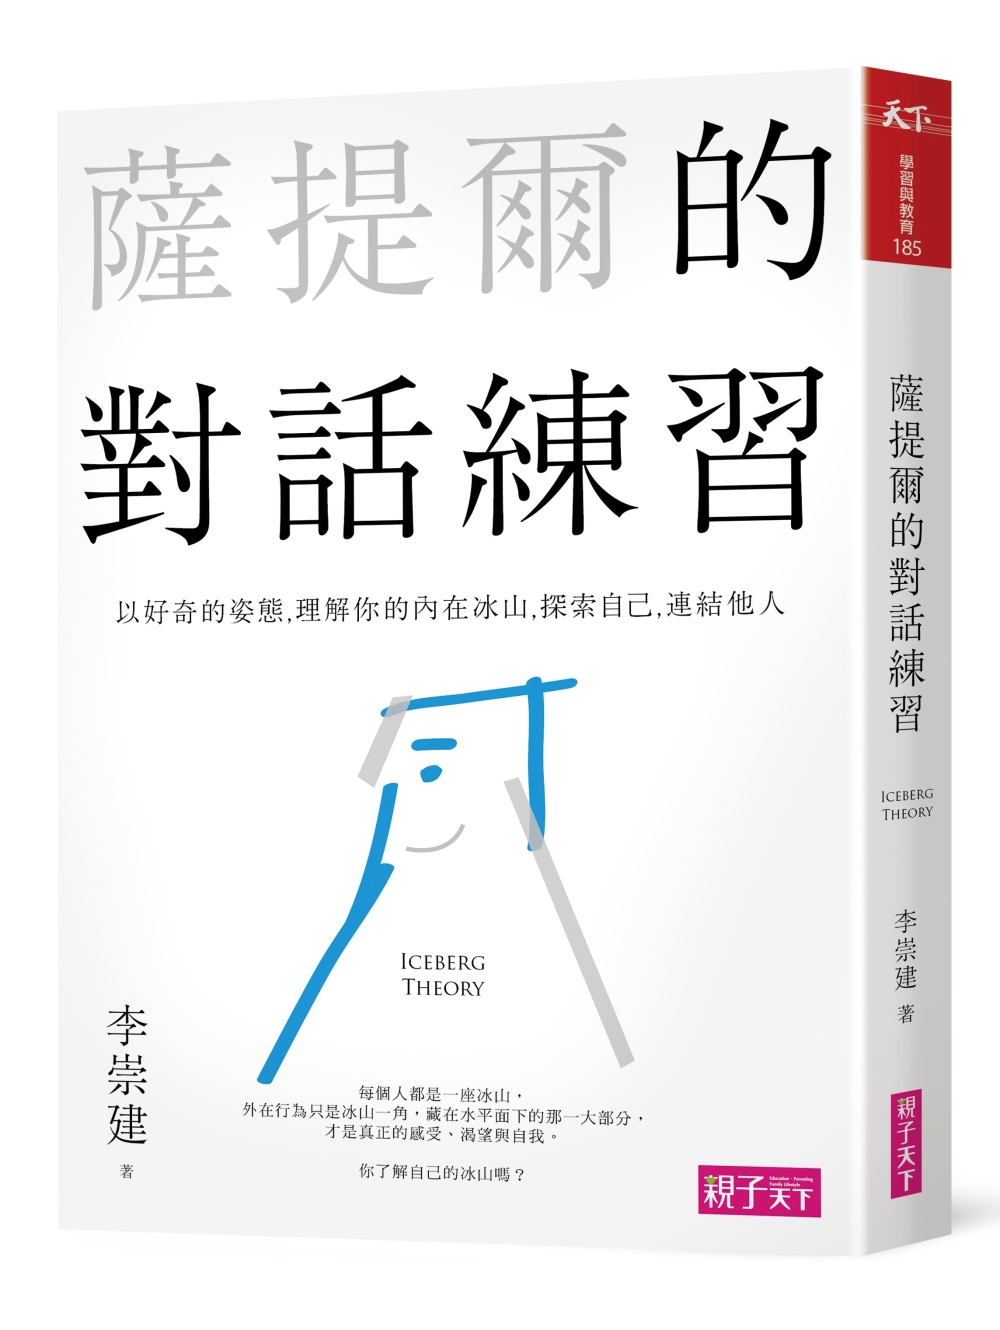 薩提爾的
對話練習
以好奇的姿態,理解你的內在冰山,探索自己,連結他人
ICEBERG
THEORY
李崇建
著
每個人都是一座冰山，
外在行為只是冰山一角，藏在水平面下的那一大部分，
才是真正的感受、渴望與自我。
你了解自己的冰山嗎？
親子天下
Education・Parenting
Family Lifestyle
天下
學習與教育
185
薩提爾的對話練習
ICEBERG
THEORY
李崇建
著
親子天下